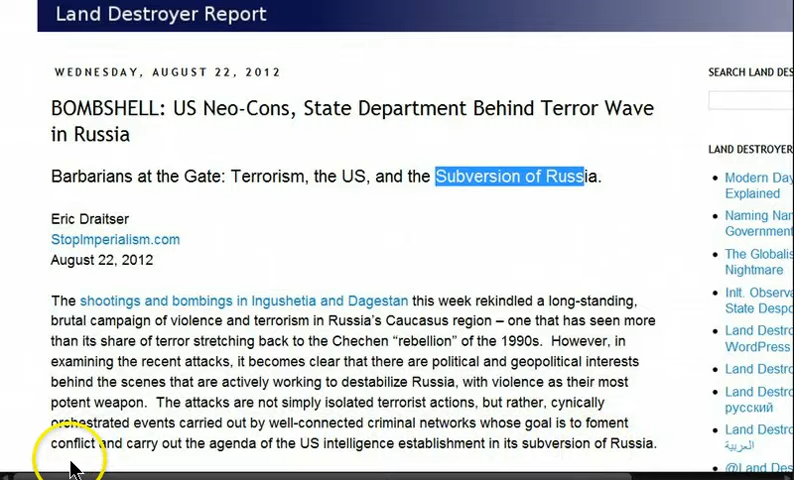 Land Destroyer Report
WEDNESDAY, AUGUST 22, 2012
BOMBSHELL: US Neo-Cons, State Department Behind Terror Wave
in Russia
Barbarians at the Gate: Terrorism, the US, and the Subversion of Russia.
Eric Draitser
StopImperialism.com
August 22, 2012
The shootings and bombings in Ingushetia and Dagestan this week rekindled a long-standing,
brutal campaign of violence and terrorism in Russia's Caucasus region – one that has seen more
than its share of terror stretching back to the Chechen “rebellion” of the 1990s. However, in
examining the recent attacks, it becomes clear that there are political and geopolitical interests
behind the scenes that are actively working to destabilize Russia, with violence as their most
potent weapon. The attacks are not simply isolated terrorist actions, but rather, cynically
orchestrated events carried out by well-connected criminal networks whose goal is to foment
conflict and carry out the agenda of the US intelligence establishment in its subversion of Russia.
SEARCH LAND DES
LAND DESTROYER
Modern Day
Explained
Naming Nam
Government
The Globalis
Nightmare
Inlt. Observa
State Despo
Land Destro
WordPress
Land Destro
Land Destro
русский
Land Destro
العربية
@Land Des